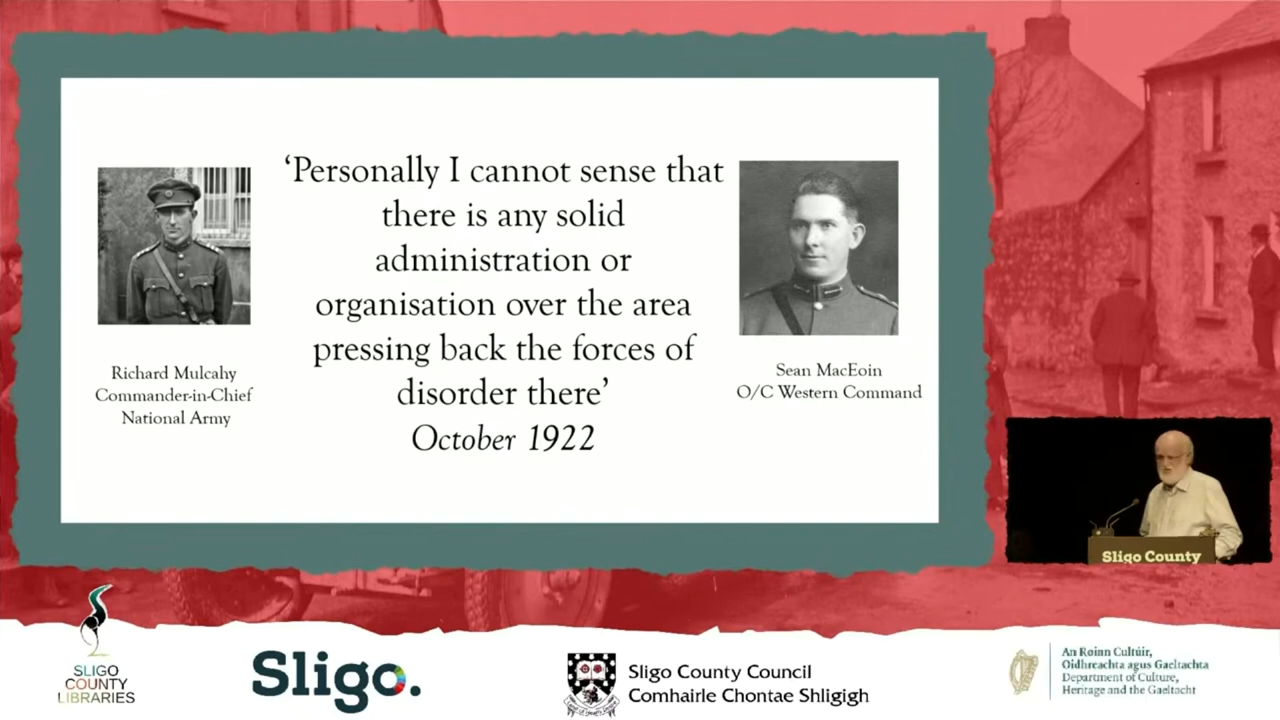 ‘Personally I cannot sense that
there is any solid
administration or
organisation over the area
pressing back the forces of
disorder there’
October 1922
Richard Mulcahy
Commander-in-Chief
National Army
Sean MacEoin
O/C Western Command
Sligo County
SLIGO
COUNTY
LIBRARIES
Sligo.
Sligo County Council
Comhairle Chontae Shligigh
An Roinn Cultúir,
Oidhreachta agus Gaeltachta
Department of Culture,
Heritage and the Gaeltacht